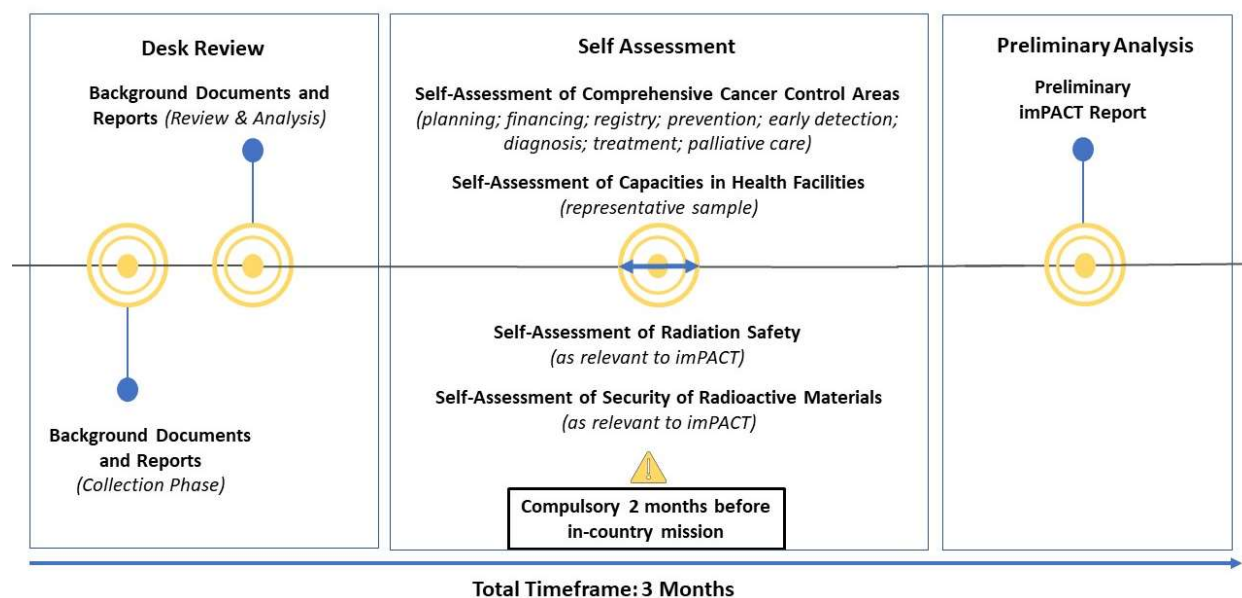 Desk Review
Background Documents and
Reports (Review & Analysis)
Background Documents
and Reports
(Collection Phase)
Self Assessment
Self-Assessment of Comprehensive Cancer Control Areas
(planning; financing; registry; prevention; early detection;
diagnosis; treatment; palliative care)
Self-Assessment of Capacities in Health Facilities
(representative sample)
Self-Assessment of Radiation Safety
(as relevant to imPACT)
Self-Assessment of Security of Radioactive Materials
(as relevant to imPACT)
Compulsory 2 months before
in-country mission
Preliminary Analysis
Preliminary
imPACT Report
Total Timeframe: 3 Months